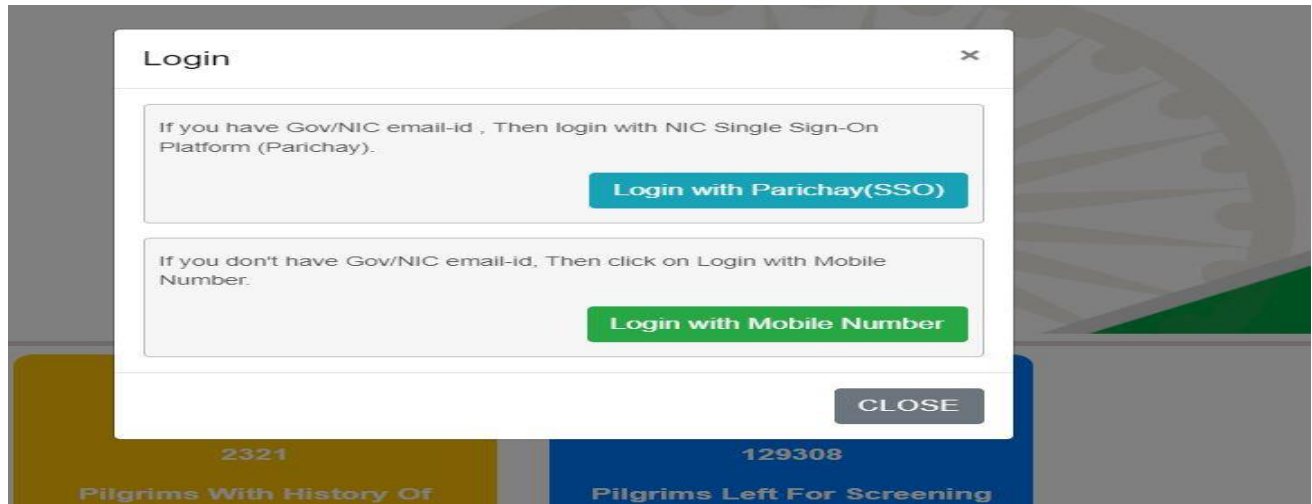 Login
×
If you have Gov/NIC email-id , Then login with NIC Single Sign-On
Platform (Parichay).
Login with Parichay(SSO)
If you don't have Gov/NIC email-id, Then click on Login with Mobile
Number.
Login with Mobile Number
CLOSE
2321
129308
Pilgrims With History Of
Pilgrims Left For Screening